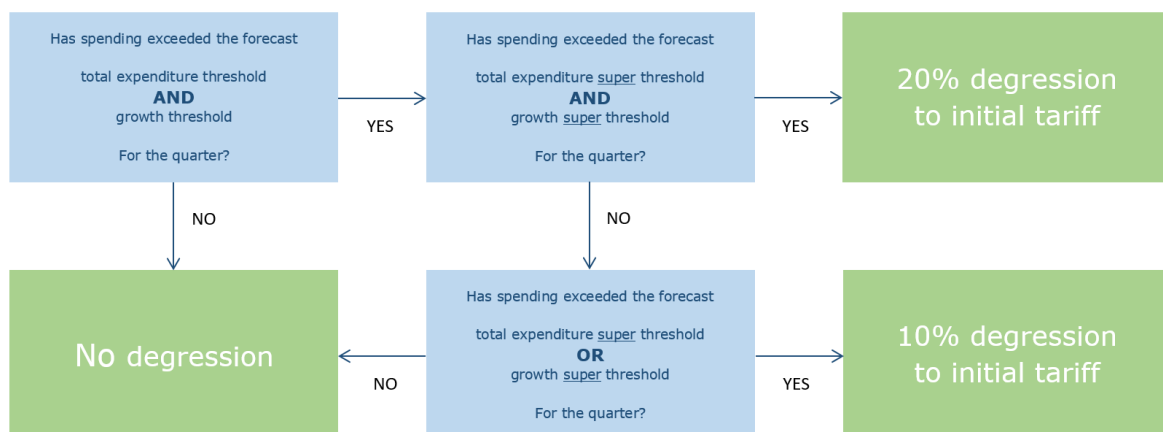 Has spending exceeded the forecast
total expenditure threshold
AND
growth threshold
For the quarter?
YES
Has spending exceeded the forecast
total expenditure super threshold
AND
growth super threshold
For the quarter?
YES
20% degression
to initial tariff
NO
NO
No degression
NO
Has spending exceeded the forecast
total expenditure super threshold
OR
growth super threshold
For the quarter?
YES
10% degression
to initial tariff